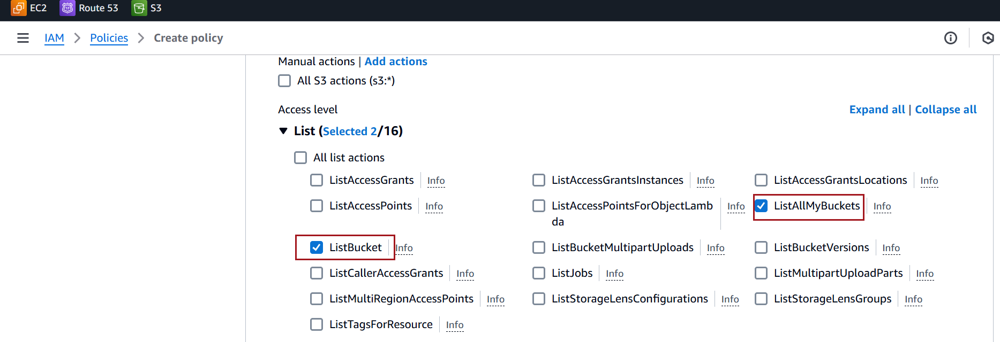 EC2 Route 53 S3
IAM Policies Create policy
Manual actions | Add actions
All S3 actions (s3:*)
Access level Expand all | Collapse all
List (Selected 2/16)
All list actions
ListAccessGrants Info ListAccessGrantsInstances Info ListAccessGrantsLocations Info
ListAccessPoints Info ListAccessPointsForObjectLamb Info ListAllMyBuckets Info
da
ListBucket Info ListBucketMultipartUploads Info ListBucketVersions Info
ListCallerAccessGrants Info ListJobs Info ListMultipartUploadParts Info
ListMultiRegionAccessPoints Info ListStorageLensConfigurations Info ListStorageLensGroups Info
ListTagsForResource Info